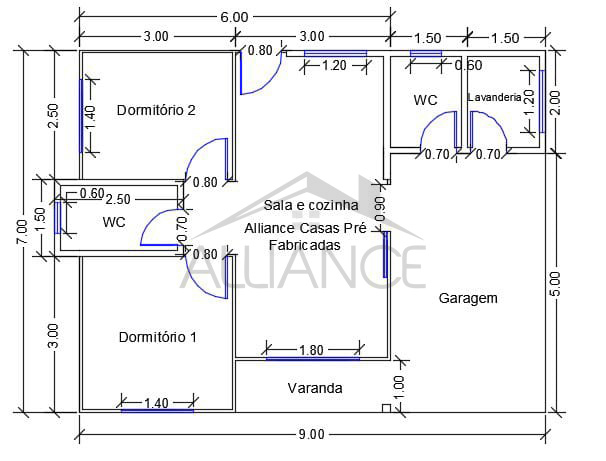 6.00
3.00
3.00
1.50
1.50
0.80
1.20
0.60
Dormitório 2
1.40
2.50
WC
Lavanderia
1.20
2.00
0.70
0.70
0.80
0.60
2.50
WC
0.70
1.50
7.00
Sala e cozinha
0.90
Alliance Casas Pré
Fabricadas
0.80
ALLIANCE
Garagem
5.00
Dormitório 1
3.00
1.80
Varanda
1.00
1.40
9.00